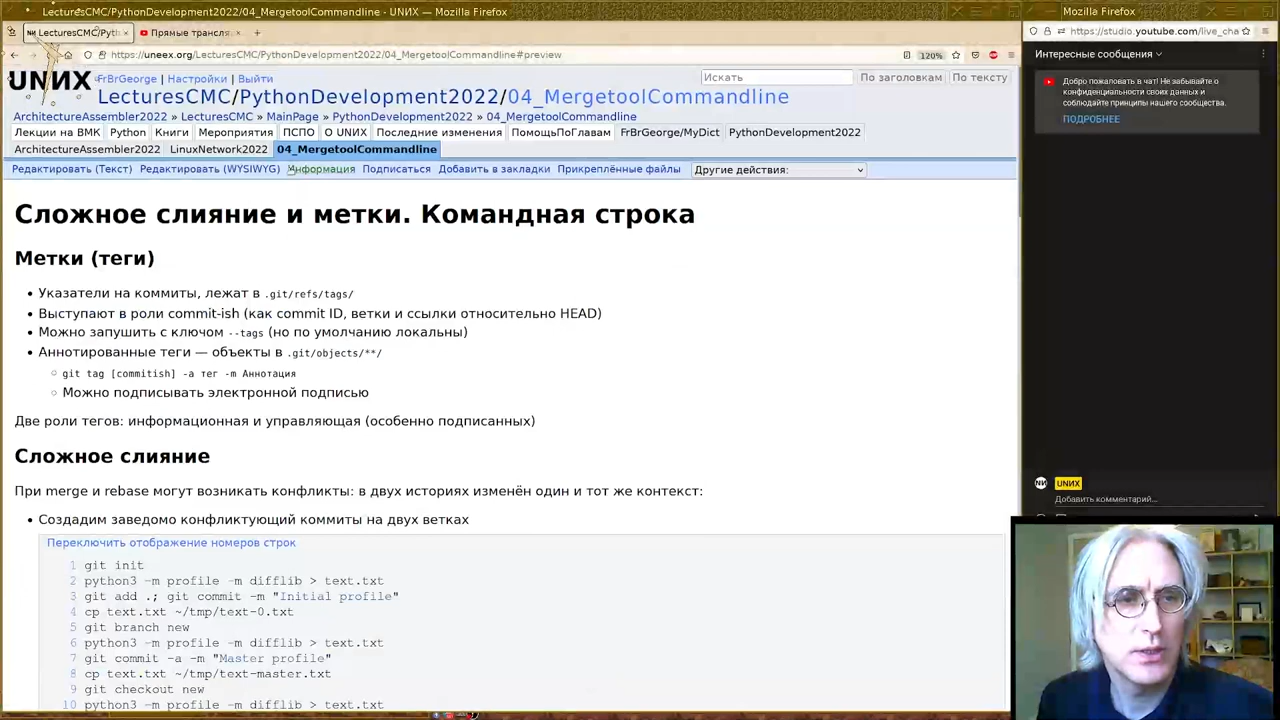 LecturesCMC/PythonDevelopment2022/04_MergetoolCommandline - UNИX — Mozilla Firefox
Mozilla Firefox
LecturesCMC/Pyth
Прямые трансля
https://uneex.org/LecturesCMC/PythonDevelopment2022/04_MergetoolCommandline#preview
120%
https://studio.youtube.com/live_cha
UNИX
FrBrGeorge | Настройки | Выйти
Искать
По заголовкам
По тексту
LecturesCMC/PythonDevelopment2022/04_MergetoolCommandline
ArchitectureAssembler2022 » LecturesCMC » MainPage » PythonDevelopment2022 » 04_MergetoolCommandline
Лекции на ВМК Python Книги Мероприятия ПСПО О UNIX Последние изменения ПомощьПоГлавам FrBrGeorge/MyDict PythonDevelopment2022
ArchitectureAssembler2022 LinuxNetwork2022 04_MergetoolCommandline
Редактировать (Текст) Редактировать (WYSIWYG) Информация Подписаться Добавить в закладки Прикреплённые файлы Другие действия:
Сложное слияние и метки. Командная строка
Метки (теги)
• Указатели на коммиты, лежат в .git/refs/tags/
• Выступают в роли commit-ish (как commit ID, ветки и ссылки относительно HEAD)
• Можно запушить с ключом --tags (но по умолчанию локальны)
• Аннотированные теги — объекты в .git/objects/**/
◦ git tag [commitish] -a тег -m Аннотация
◦ Можно подписывать электронной подписью
Две роли тегов: информационная и управляющая (особенно подписанных)
Сложное слияние
При merge и rebase могут возникать конфликты: в двух историях изменён один и тот же контекст:
• Создадим заведомо конфликтующий коммиты на двух ветках
Переключить отображение номеров строк
1 git init
2 python3 -m profile -m difflib > text.txt
3 git add .; git commit -m "Initial profile"
4 cp text.txt ~/tmp/text-0.txt
5 git branch new
6 python3 -m profile -m difflib > text.txt
7 git commit -a -m "Master profile"
8 cp text.txt ~/tmp/text-master.txt
9 git checkout new
10 python3 -m profile -m difflib > text.txt
Интересные сообщения
Добро пожаловать в чат! Не забывайте о
конфиденциальности своих данных и
соблюдайте принципы нашего сообщества.
ПОДРОБНЕЕ
UNИX
Добавить комментарий...